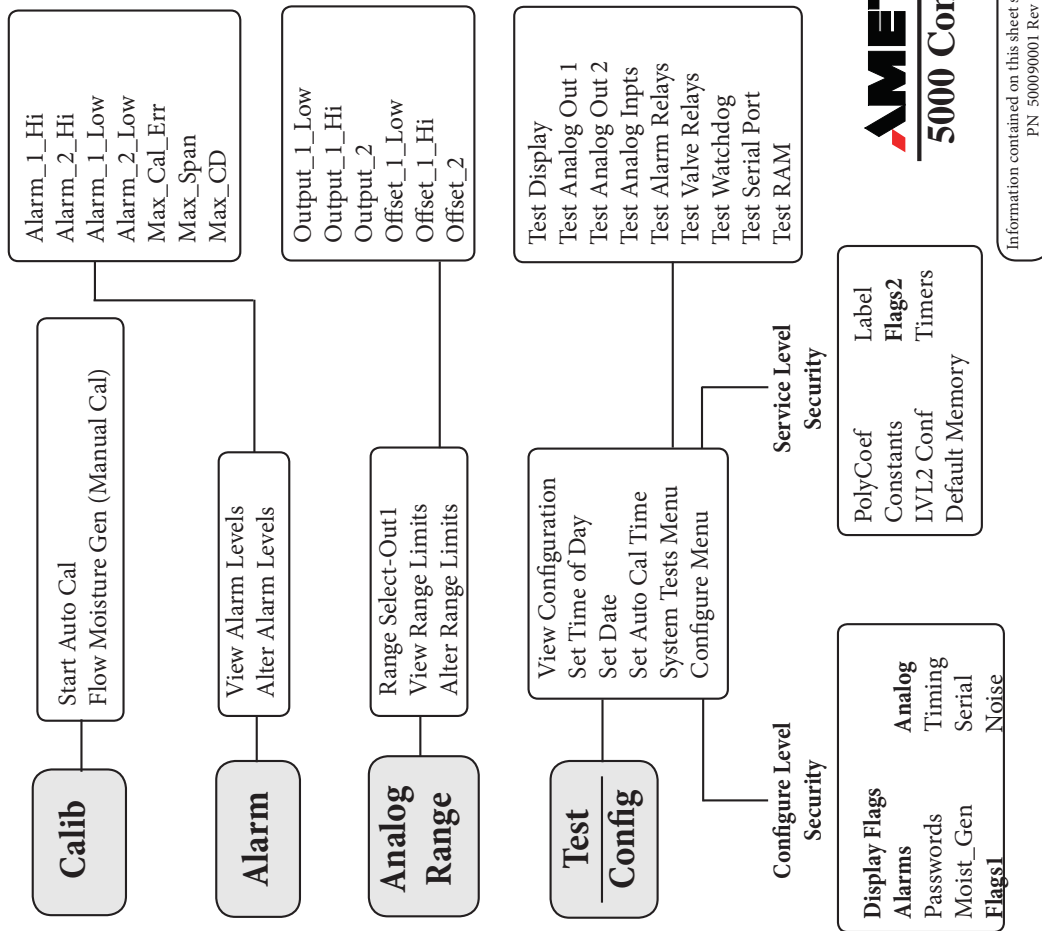 Calib
Start Auto Cal
Flow Moisture Gen (Manual Cal)
Alarm
View Alarm Levels
Alter Alarm Levels
Alarm_1_Hi
Alarm_2_Hi
Alarm_1_Low
Alarm_2_Low
Max_Cal_Err
Max_Span
Max_CD
Analog
Range
Range Select-Out1
View Range Limits
Alter Range Limits
Output_1_Low
Output_1_Hi
Output_2
Offset_1_Low
Offset_1_Hi
Offset_2
Test
Config
View Configuration
Set Time of Day
Set Date
Set Auto Cal Time
System Tests Menu
Configure Menu
Test Display
Test Analog Out 1
Test Analog Out 2
Test Analog Inpts
Test Alarm Relays
Test Valve Relays
Test Watchdog
Test Serial Port
Test RAM
Configure Level
Security
Display Flags
Alarms Analog
Passwords Timing
Moist_Gen Serial
Flags1 Noise
Service Level
Security
PolyCoef Label
Constants Flags2
LVL2 Conf Timers
Default Memory
5000
Information contained on this sheet
PN 500090001 Rev